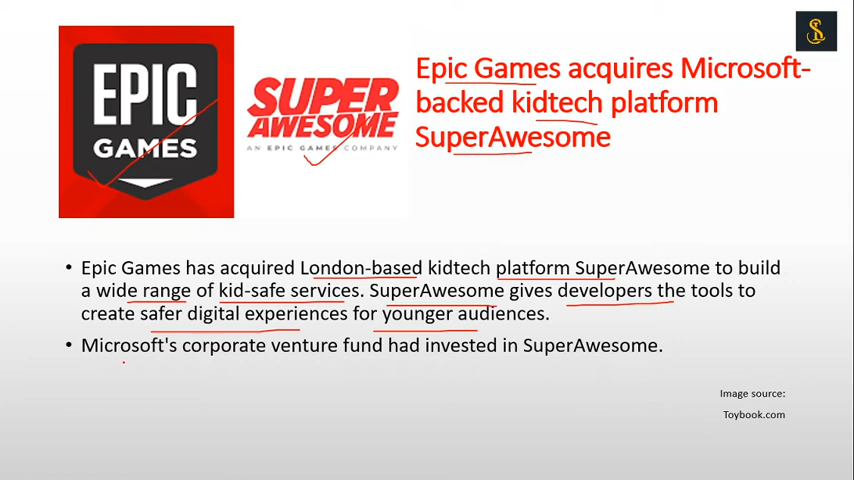 EPIC
GAMES
SUPER
AWESOME
AN EPIC GAMES COMPANY
Epic Games acquires Microsoft-
backed kidtech platform
SuperAwesome
• Epic Games has acquired London-based kidtech platform SuperAwesome to build
a wide range of kid-safe services. SuperAwesome gives developers the tools to
create safer digital experiences for younger audiences.
• Microsoft's corporate venture fund had invested in SuperAwesome.
Image source:
Toybook.com